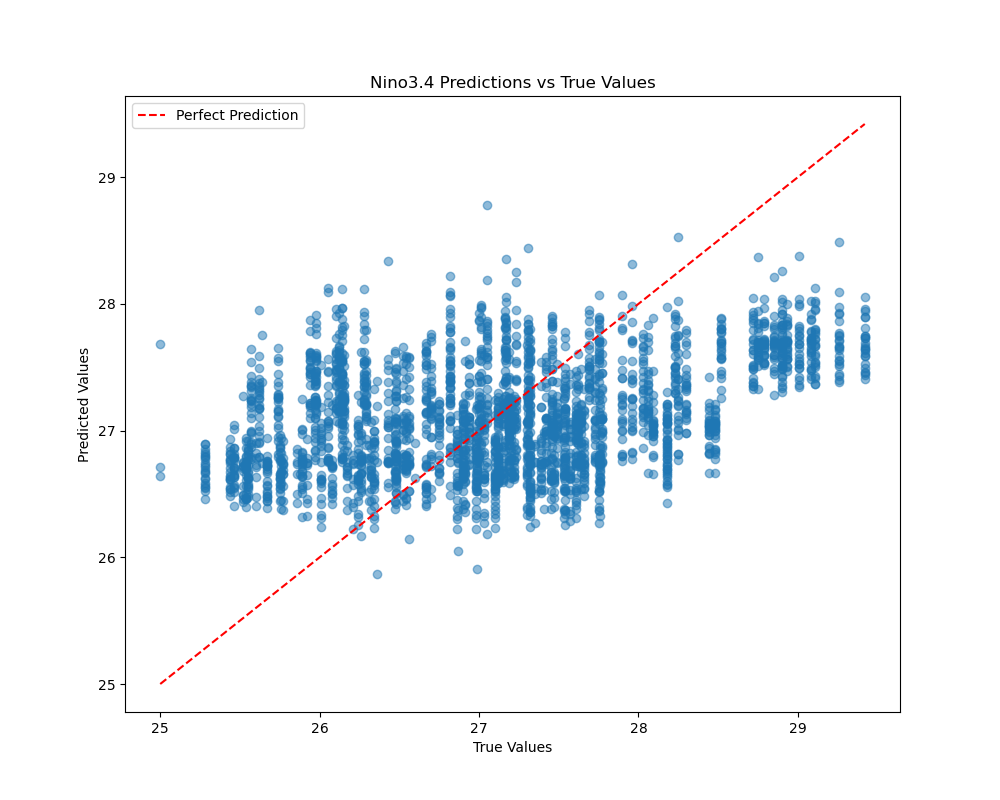 Nino3.4 Predictions vs True Values
Perfect Prediction
Predicted Values
29
28
27
26
25
25 26 27 28 29
True Values